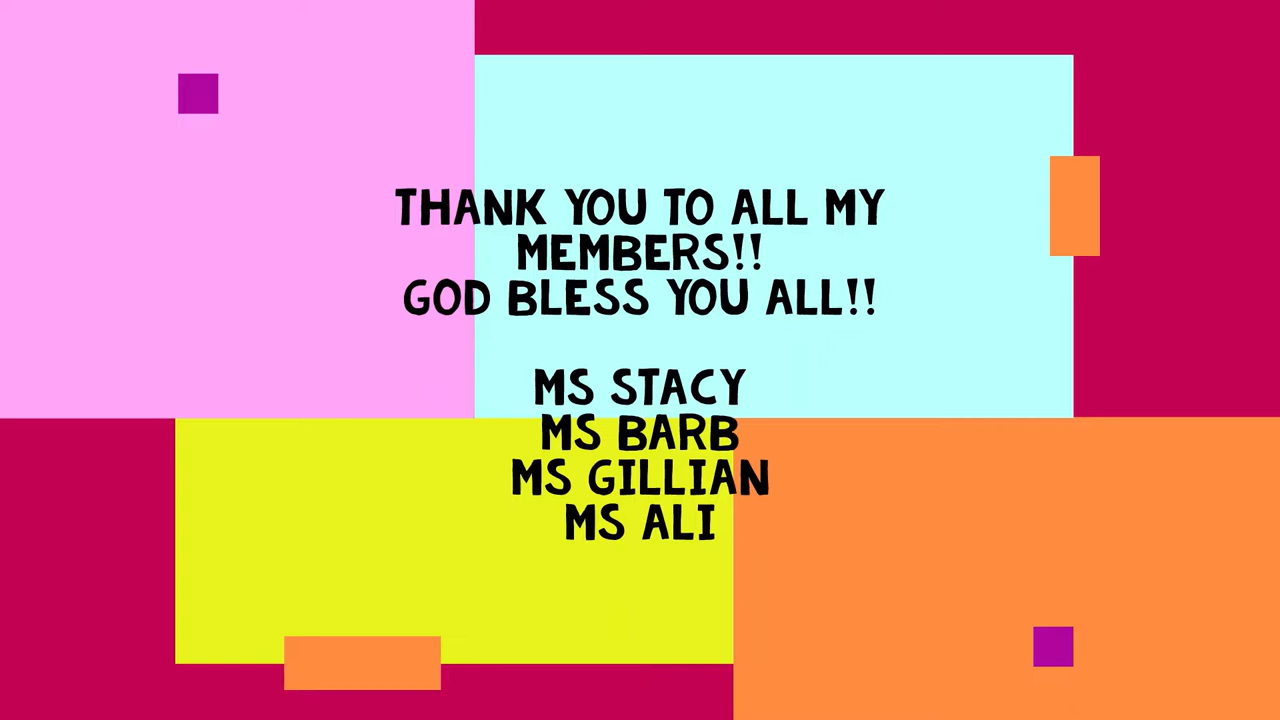 THANK YOU TO ALL MY
MEMBERS!!
GOD BLESS YOU ALL!!
MS STACY
MS BARB
MS GILLIAN
MS ALI